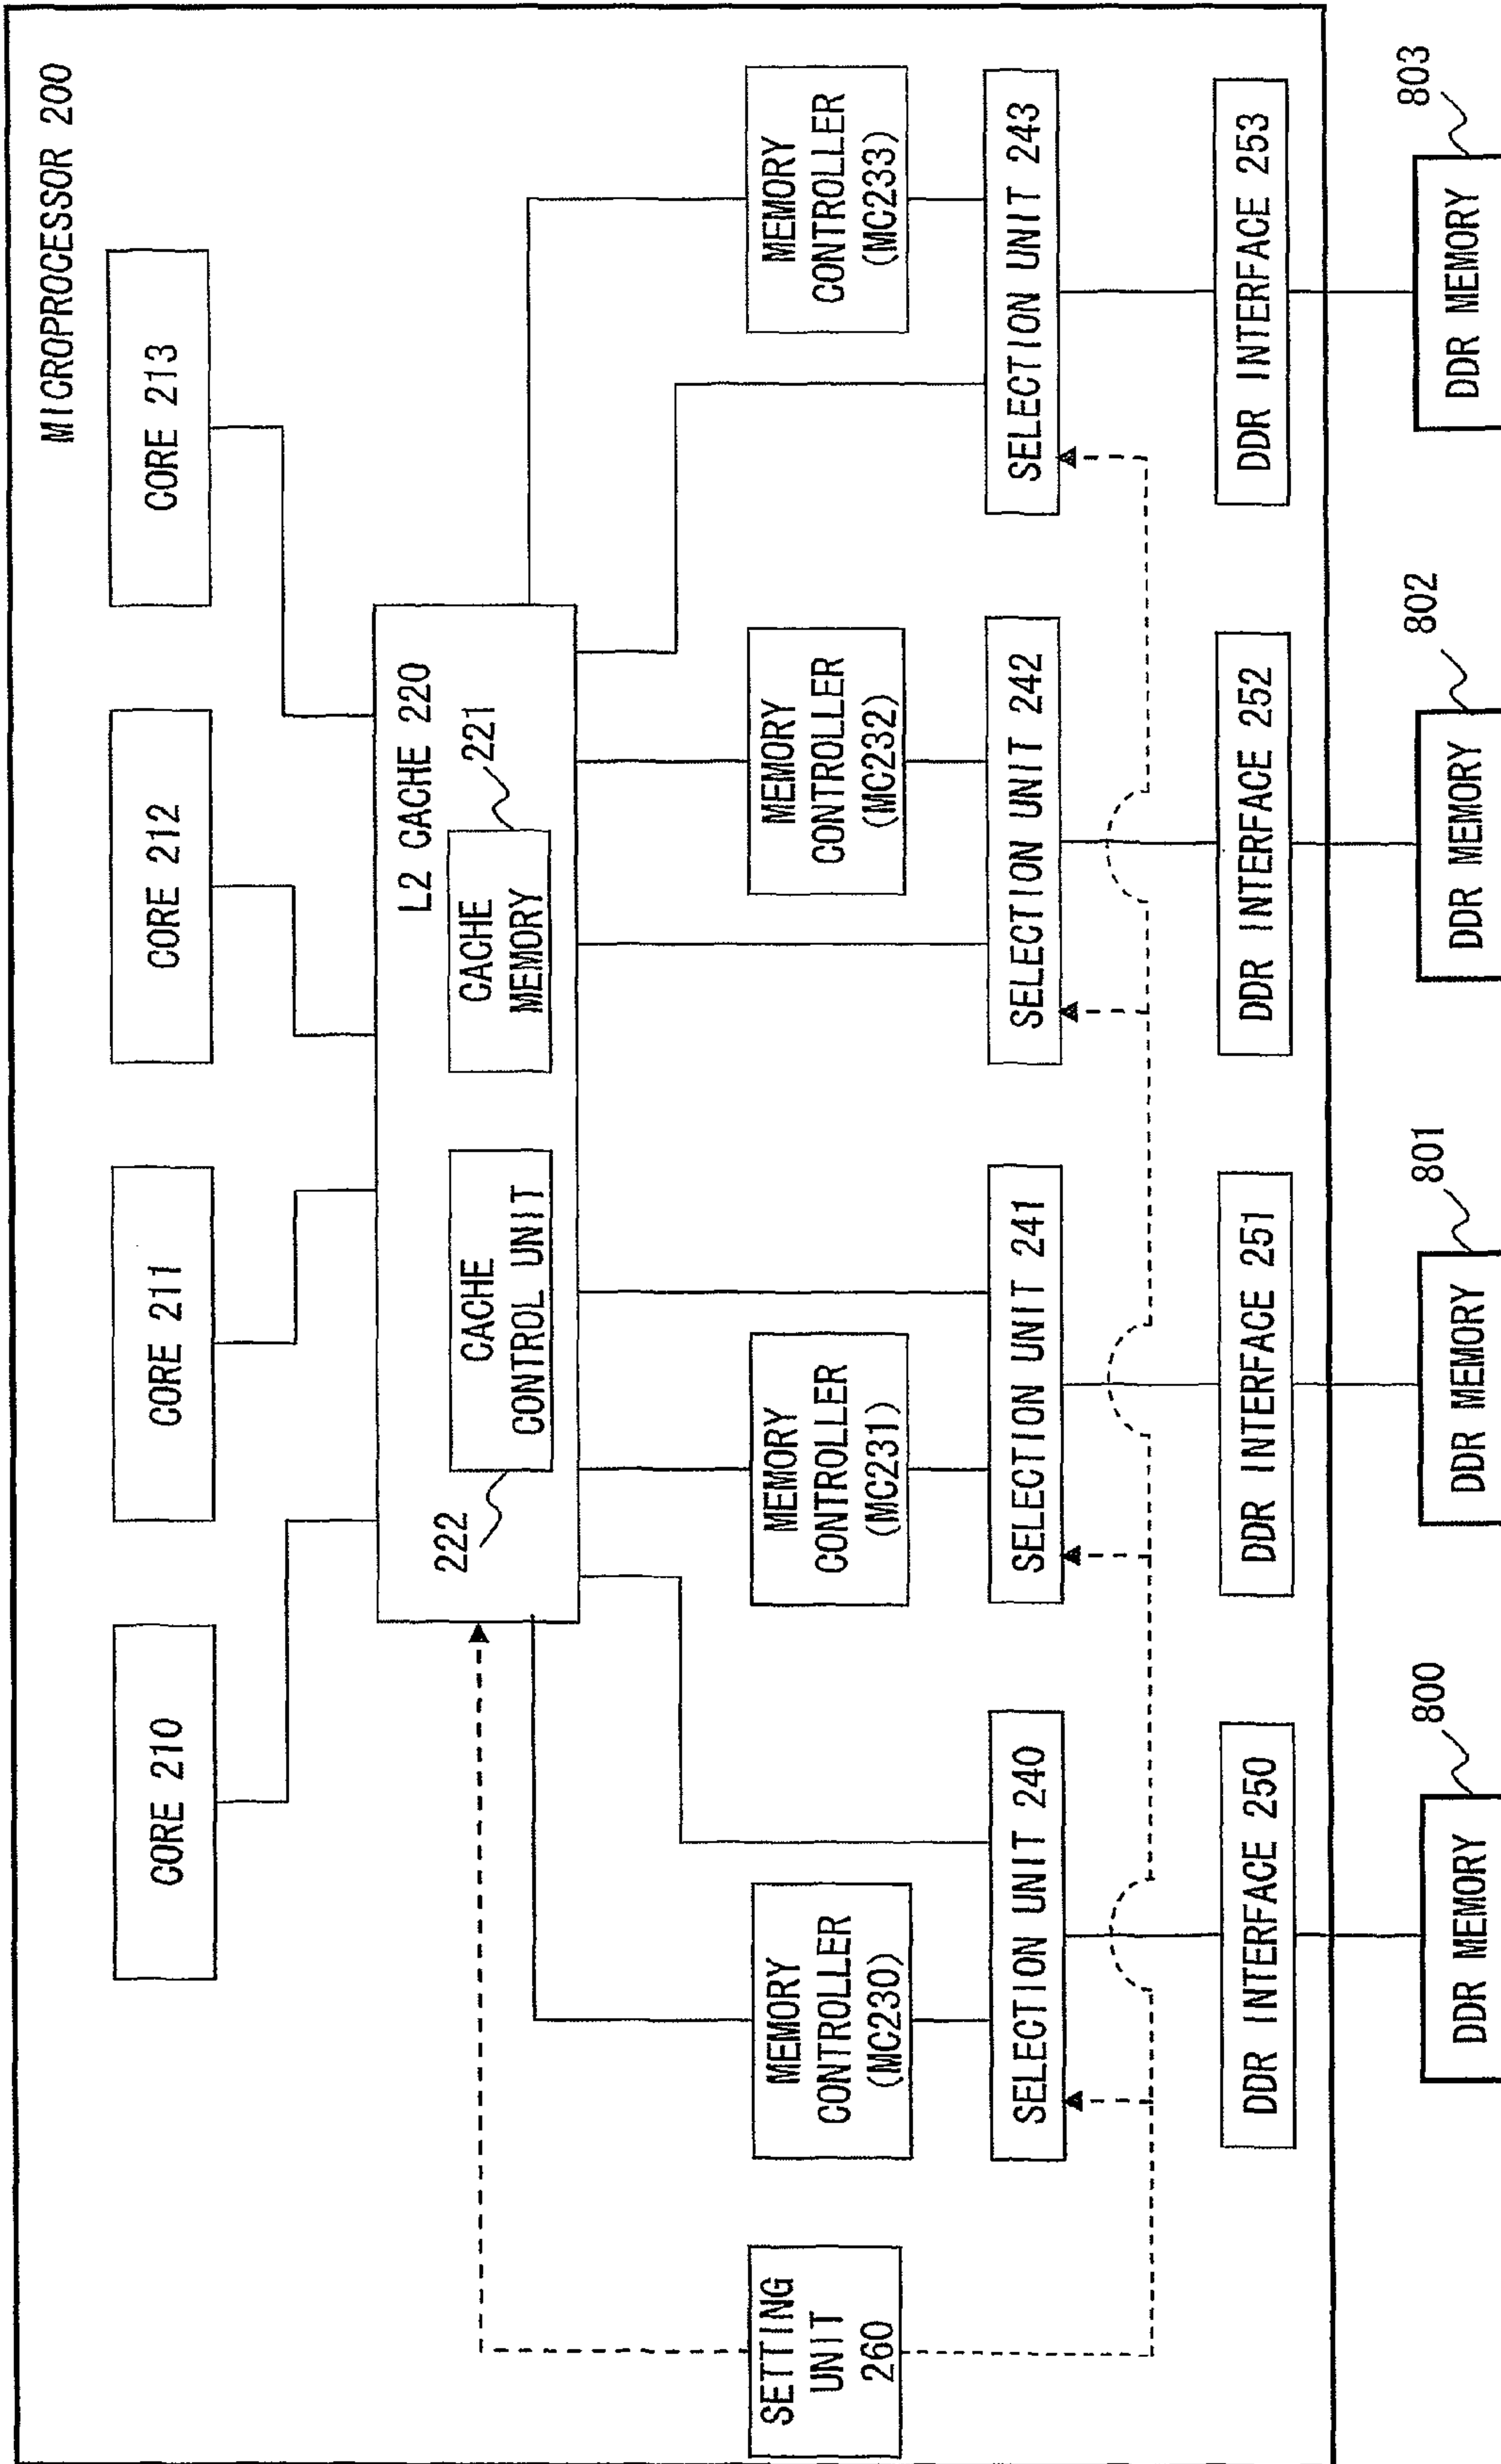 MICROPROCESSOR 200
CORE 210
CORE 211
CORE 212
CORE 213
L2 CACHE 220
222
CACHE
CONTROL UNIT
CACHE
MEMORY
221
SETTING
UNIT
260
MEMORY
CONTROLLER
(MC230)
MEMORY
CONTROLLER
(MC231)
MEMORY
CONTROLLER
(MC232)
MEMORY
CONTROLLER
(MC233)
SELECTION UNIT 240
SELECTION UNIT 241
SELECTION UNIT 242
SELECTION UNIT 243
DDR INTERFACE 250
DDR INTERFACE 251
DDR INTERFACE 252
DDR INTERFACE 253
800
801
802
803
DDR MEMORY
DDR MEMORY
DDR MEMORY
DDR MEMORY